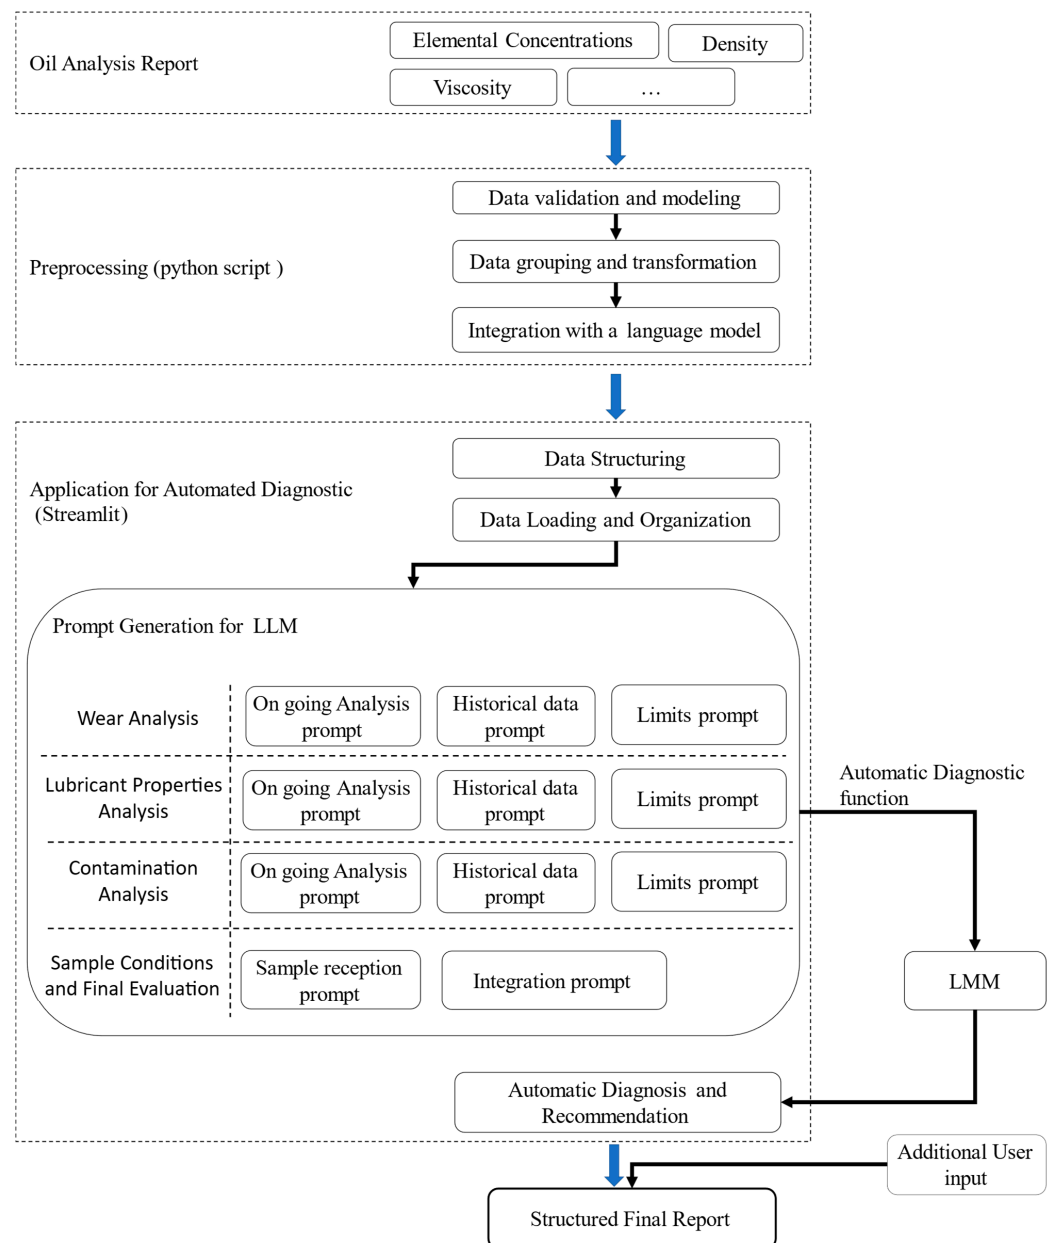 Oil Analysis Report
Elemental Concentrations
Density
Viscosity
...
Preprocessing (python script )
Data validation and modeling
Data grouping and transformation
Integration with a language model
Application for Automated Diagnostic
(Streamlit)
Data Structuring
Data Loading and Organization
Prompt Generation for LLM
Wear Analysis
On going Analysis
prompt
Historical data
prompt
Limits prompt
Lubricant Properties
Analysis
On going Analysis
prompt
Historical data
prompt
Limits prompt
Contamination
Analysis
On going Analysis
prompt
Historical data
prompt
Limits prompt
Sample Conditions
and Final Evaluation
Sample reception
prompt
Integration prompt
Automatic Diagnostic
function
LMM
Automatic Diagnosis and
Recommendation
Additional User
input
Structured Final Report